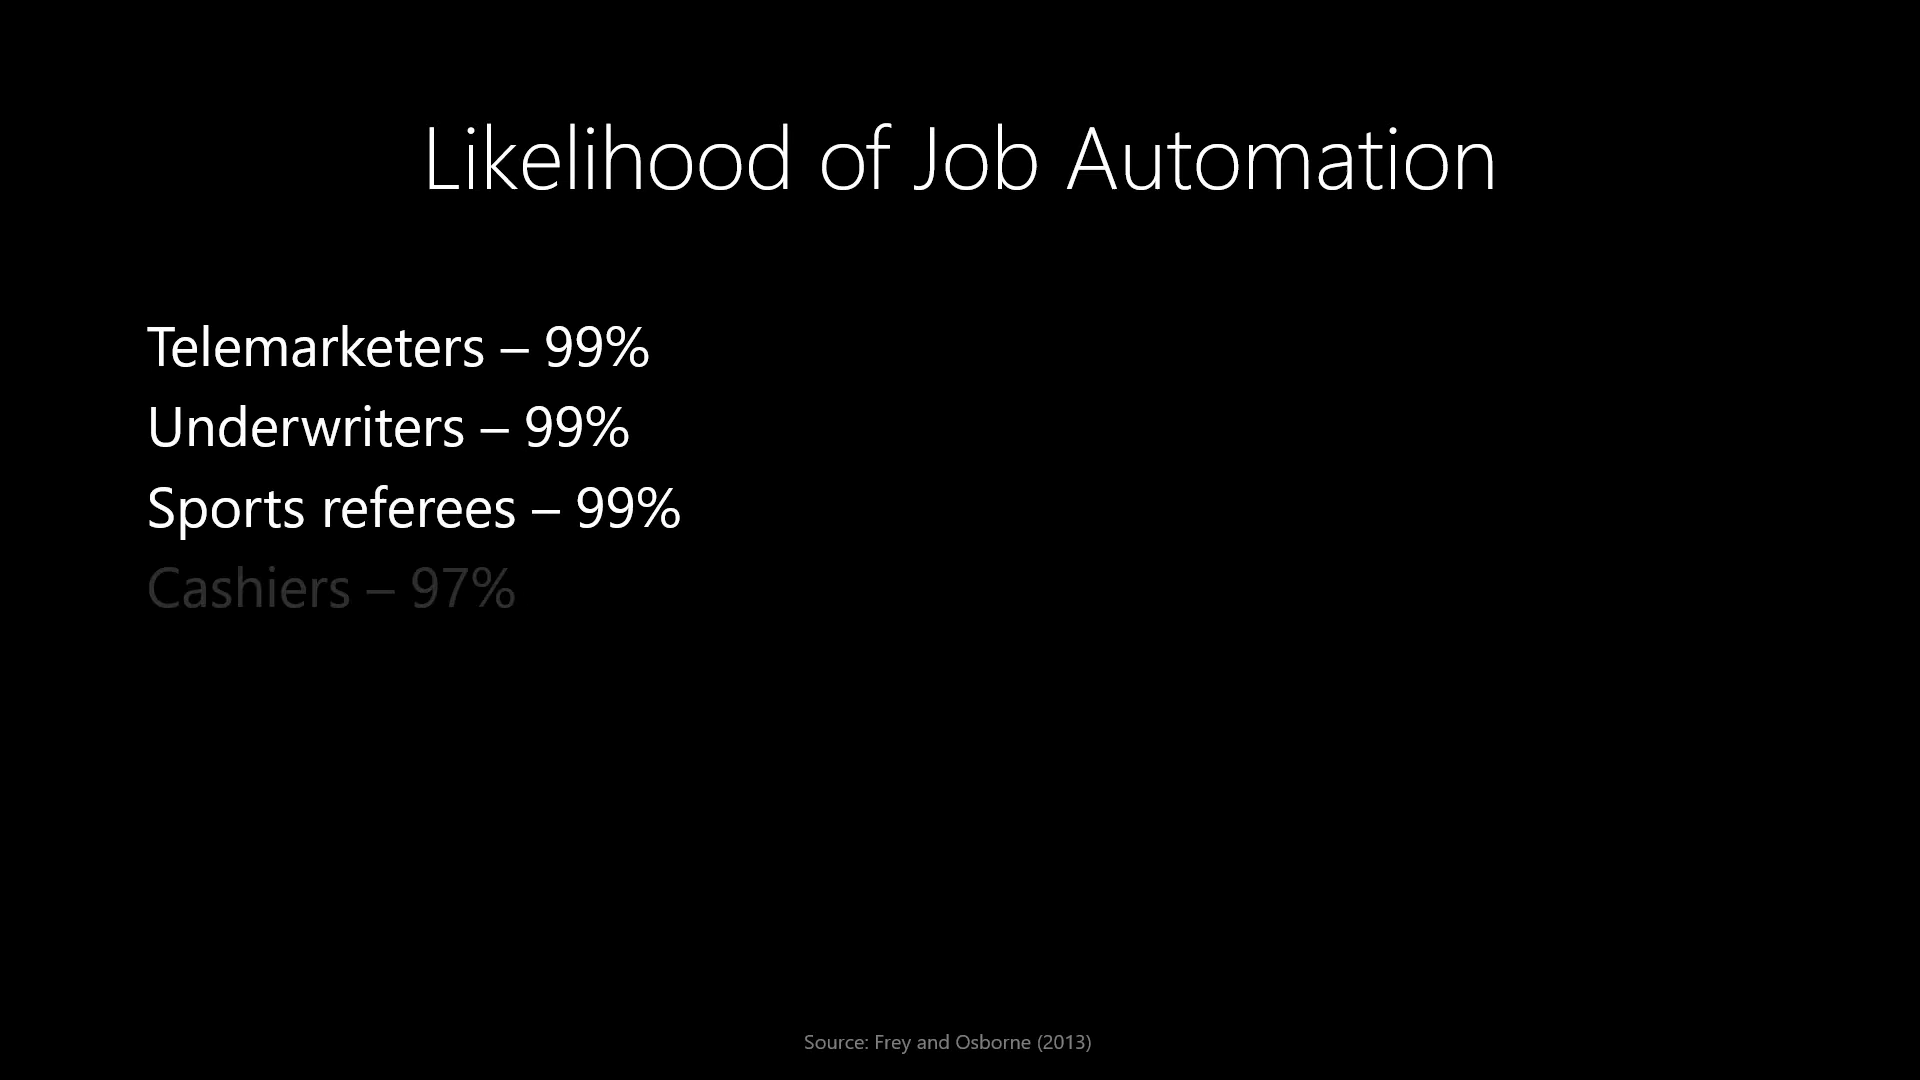 Likelihood of Job Automation
Telemarketers – 99%
Underwriters – 99%
Sports referees – 99%
Cashiers – 97%
Source: Frey and Osborne (2013)